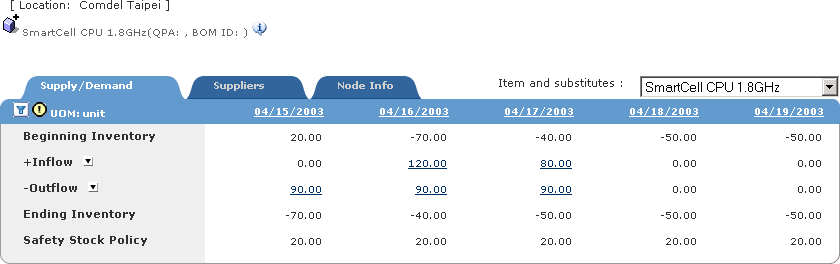 [ Location: Comdel Taipei ]
SmartCell CPU 1.8GHz(QPA: , BOM ID: )
Supply/Demand Suppliers Node Info Item and substitutes : SmartCell CPU 1.8GHz
UOM: unit 04/15/2003 04/16/2003 04/17/2003 04/18/2003 04/19/2003
Beginning Inventory 20.00 -70.00 -40.00 -50.00 -50.00
+Inflow 0.00 120.00 80.00 0.00 0.00
-Outflow 90.00 90.00 90.00 0.00 0.00
Ending Inventory -70.00 -40.00 -50.00 -50.00 -50.00
Safety Stock Policy 20.00 20.00 20.00 20.00 20.00